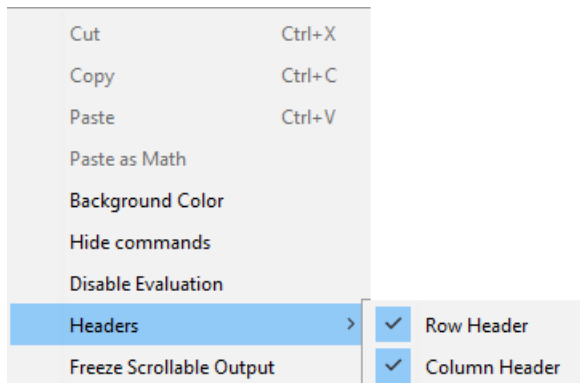 Cut Ctrl+X
Copy Ctrl+C
Paste Ctrl+V
Paste as Math
Background Color
Hide commands
Disable Evaluation
Headers > Row Header
Freeze Scrollable Output Column Header